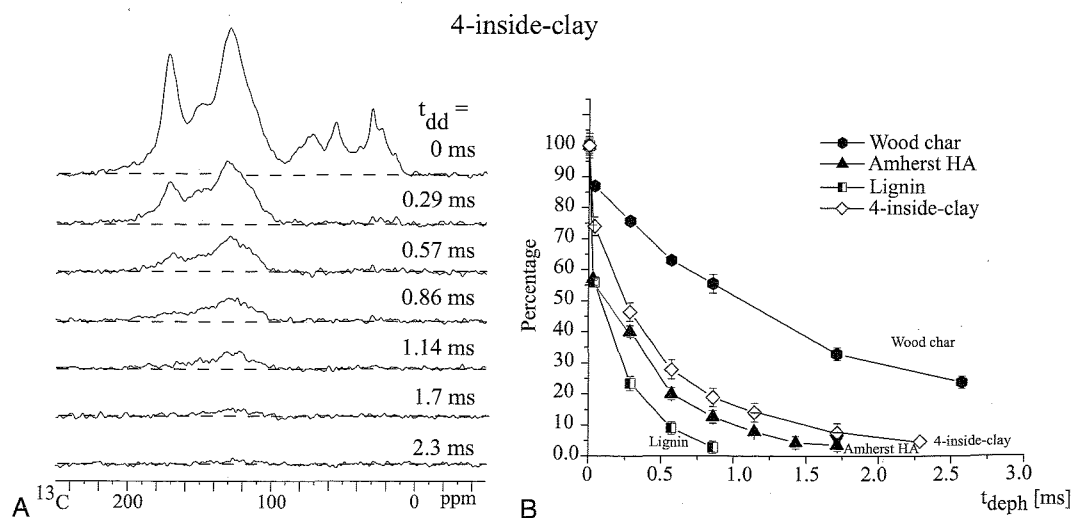 4-inside-clay
t
dd =
0 ms
0.29 ms
0.57 ms
0.86 ms
1.14 ms
1.7 ms
2.3 ms
13C 200 100 0 ppm
A
100
90
80
70
60
50
40
30
20
10
0.0
Percentage
Wood char
Amherst HA
Lignin
4-inside-clay
Wood char
Lignin
Amherst HA
4-inside-clay
0 0.5 1.0 1.5 2.0 2.5 3.0
t deph [ms]
B